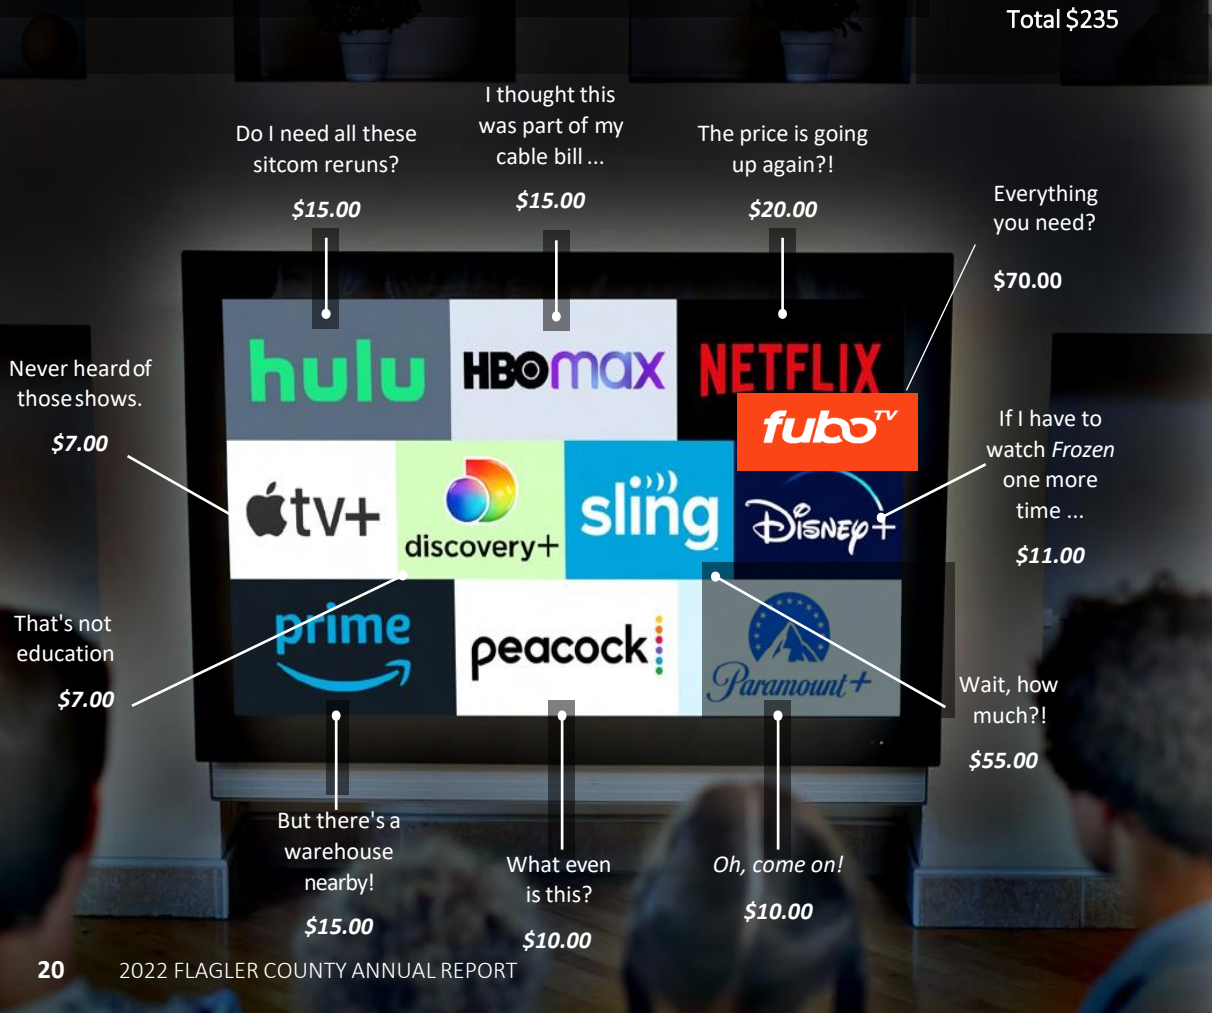 Total $235
I thought this
was part of my
cable bill ...
$15.00
Do I need all these
sitcom reruns?
$15.00
The price is going
up again?!
$20.00
Everything
you need?
$70.00
hulu
HBOmax
NETFLIX
fubo TV
Never heard of
those shows.
$7.00
tv+
discovery+
sling
Disney+
If I have to
watch Frozen
one more
time ...
$11.00
prime
peacock
Paramount+
That's not
education
$7.00
Wait, how
much?!
$55.00
But there's a
warehouse
nearby!
$15.00
What even
is this?
$10.00
Oh, come on!
$10.00
20 2022 FLAGLER COUNTY ANNUAL REPORT